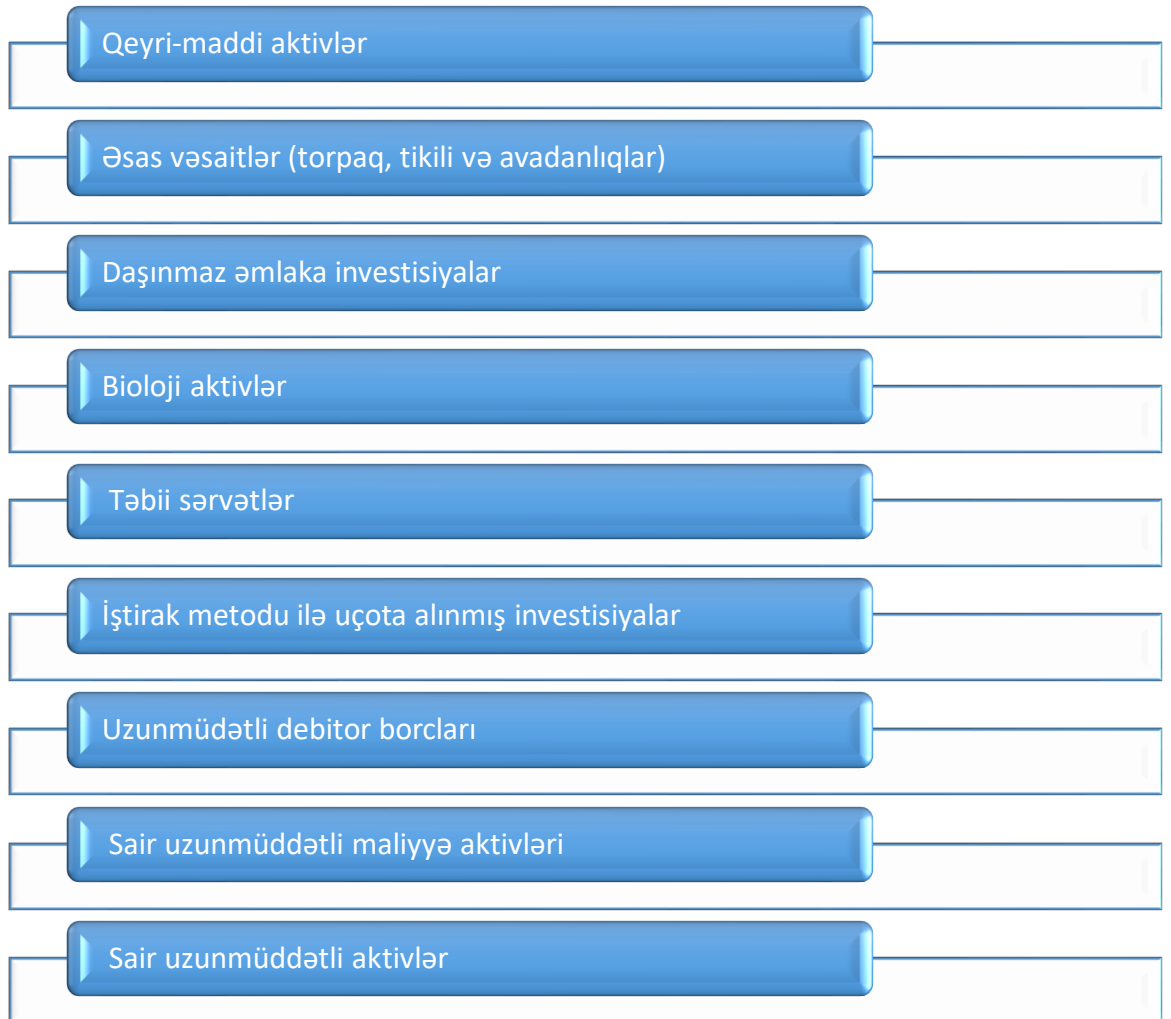 Qeyri-maddi aktivlər
Əsas vəsaitlər (torpaq, tikili və avadanlıqlar)
Daşınmaz əmlaka investisiyalar
Bioloji aktivlər
Təbii sərvətlər
İştirak metodu ilə uçota alınmış investisiyalar
Uzunmüdətli debitor borcları
Sair uzunmüddətli maliyyə aktivləri
Sair uzunmüddətli aktivlər